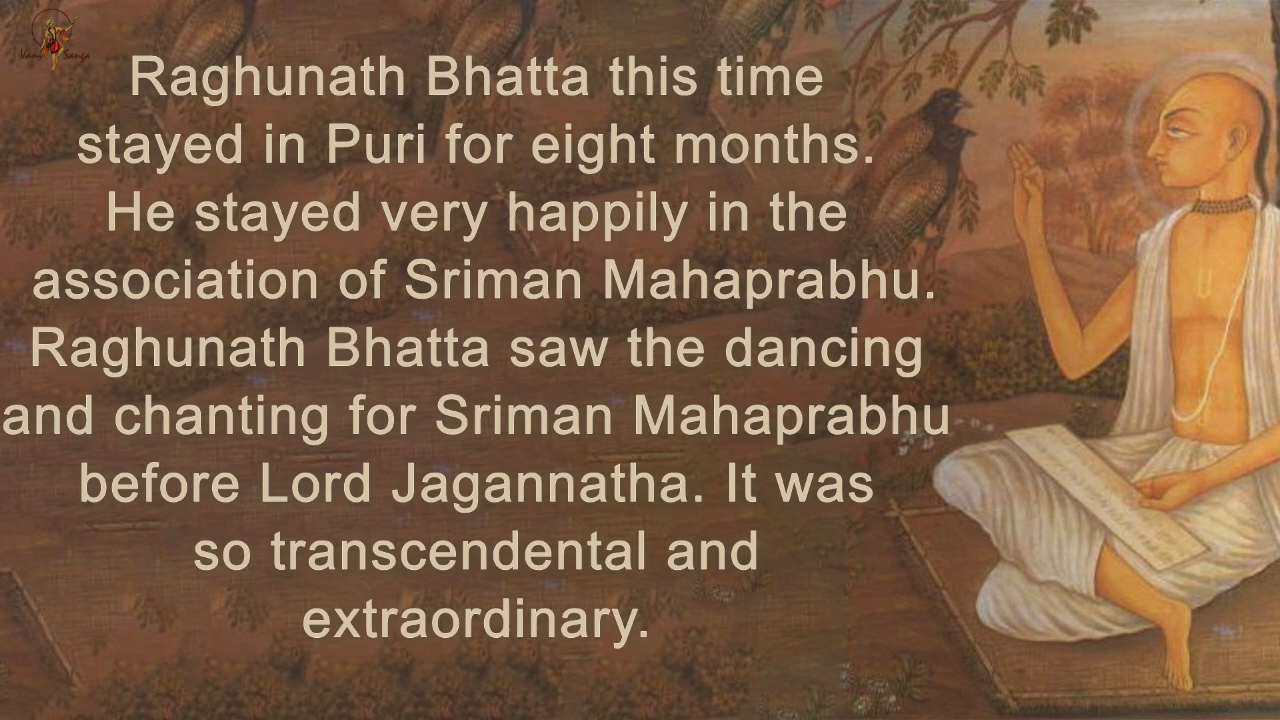 Vani Sanga
Raghunath Bhatta this time
stayed in Puri for eight months.
He stayed very happily in the
association of Sriman Mahaprabhu.
Raghunath Bhatta saw the dancing
and chanting for Sriman Mahaprabhu
before Lord Jagannatha. It was
so transcendental and
extraordinary.